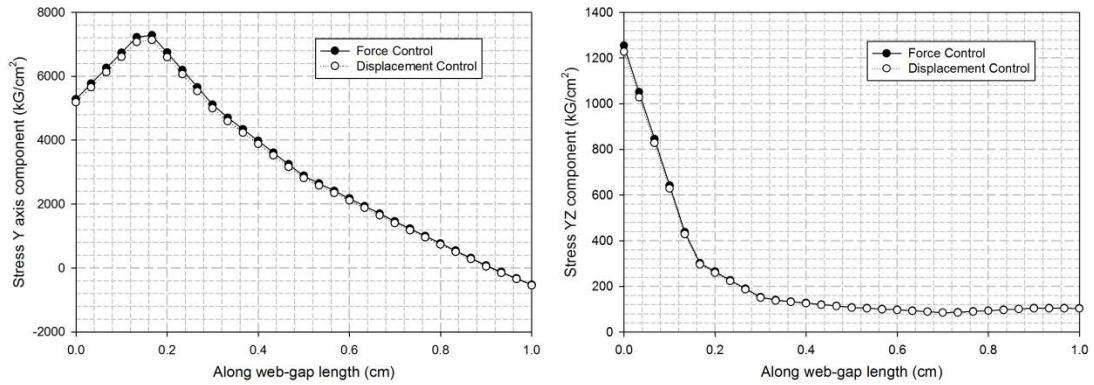 8000
6000
4000
2000
0
-2000
Stress Y axis component (kG/cm²)
Force Control
Displacement Control
0.0 0.2 0.4 0.6 0.8 1.0
Along web-gap length (cm)
1400
1200
1000
800
600
400
200
0
Stress YZ component (kG/cm²)
Force Control
Displacement Control
0.0 0.2 0.4 0.6 0.8 1.0
Along web-gap length (cm)